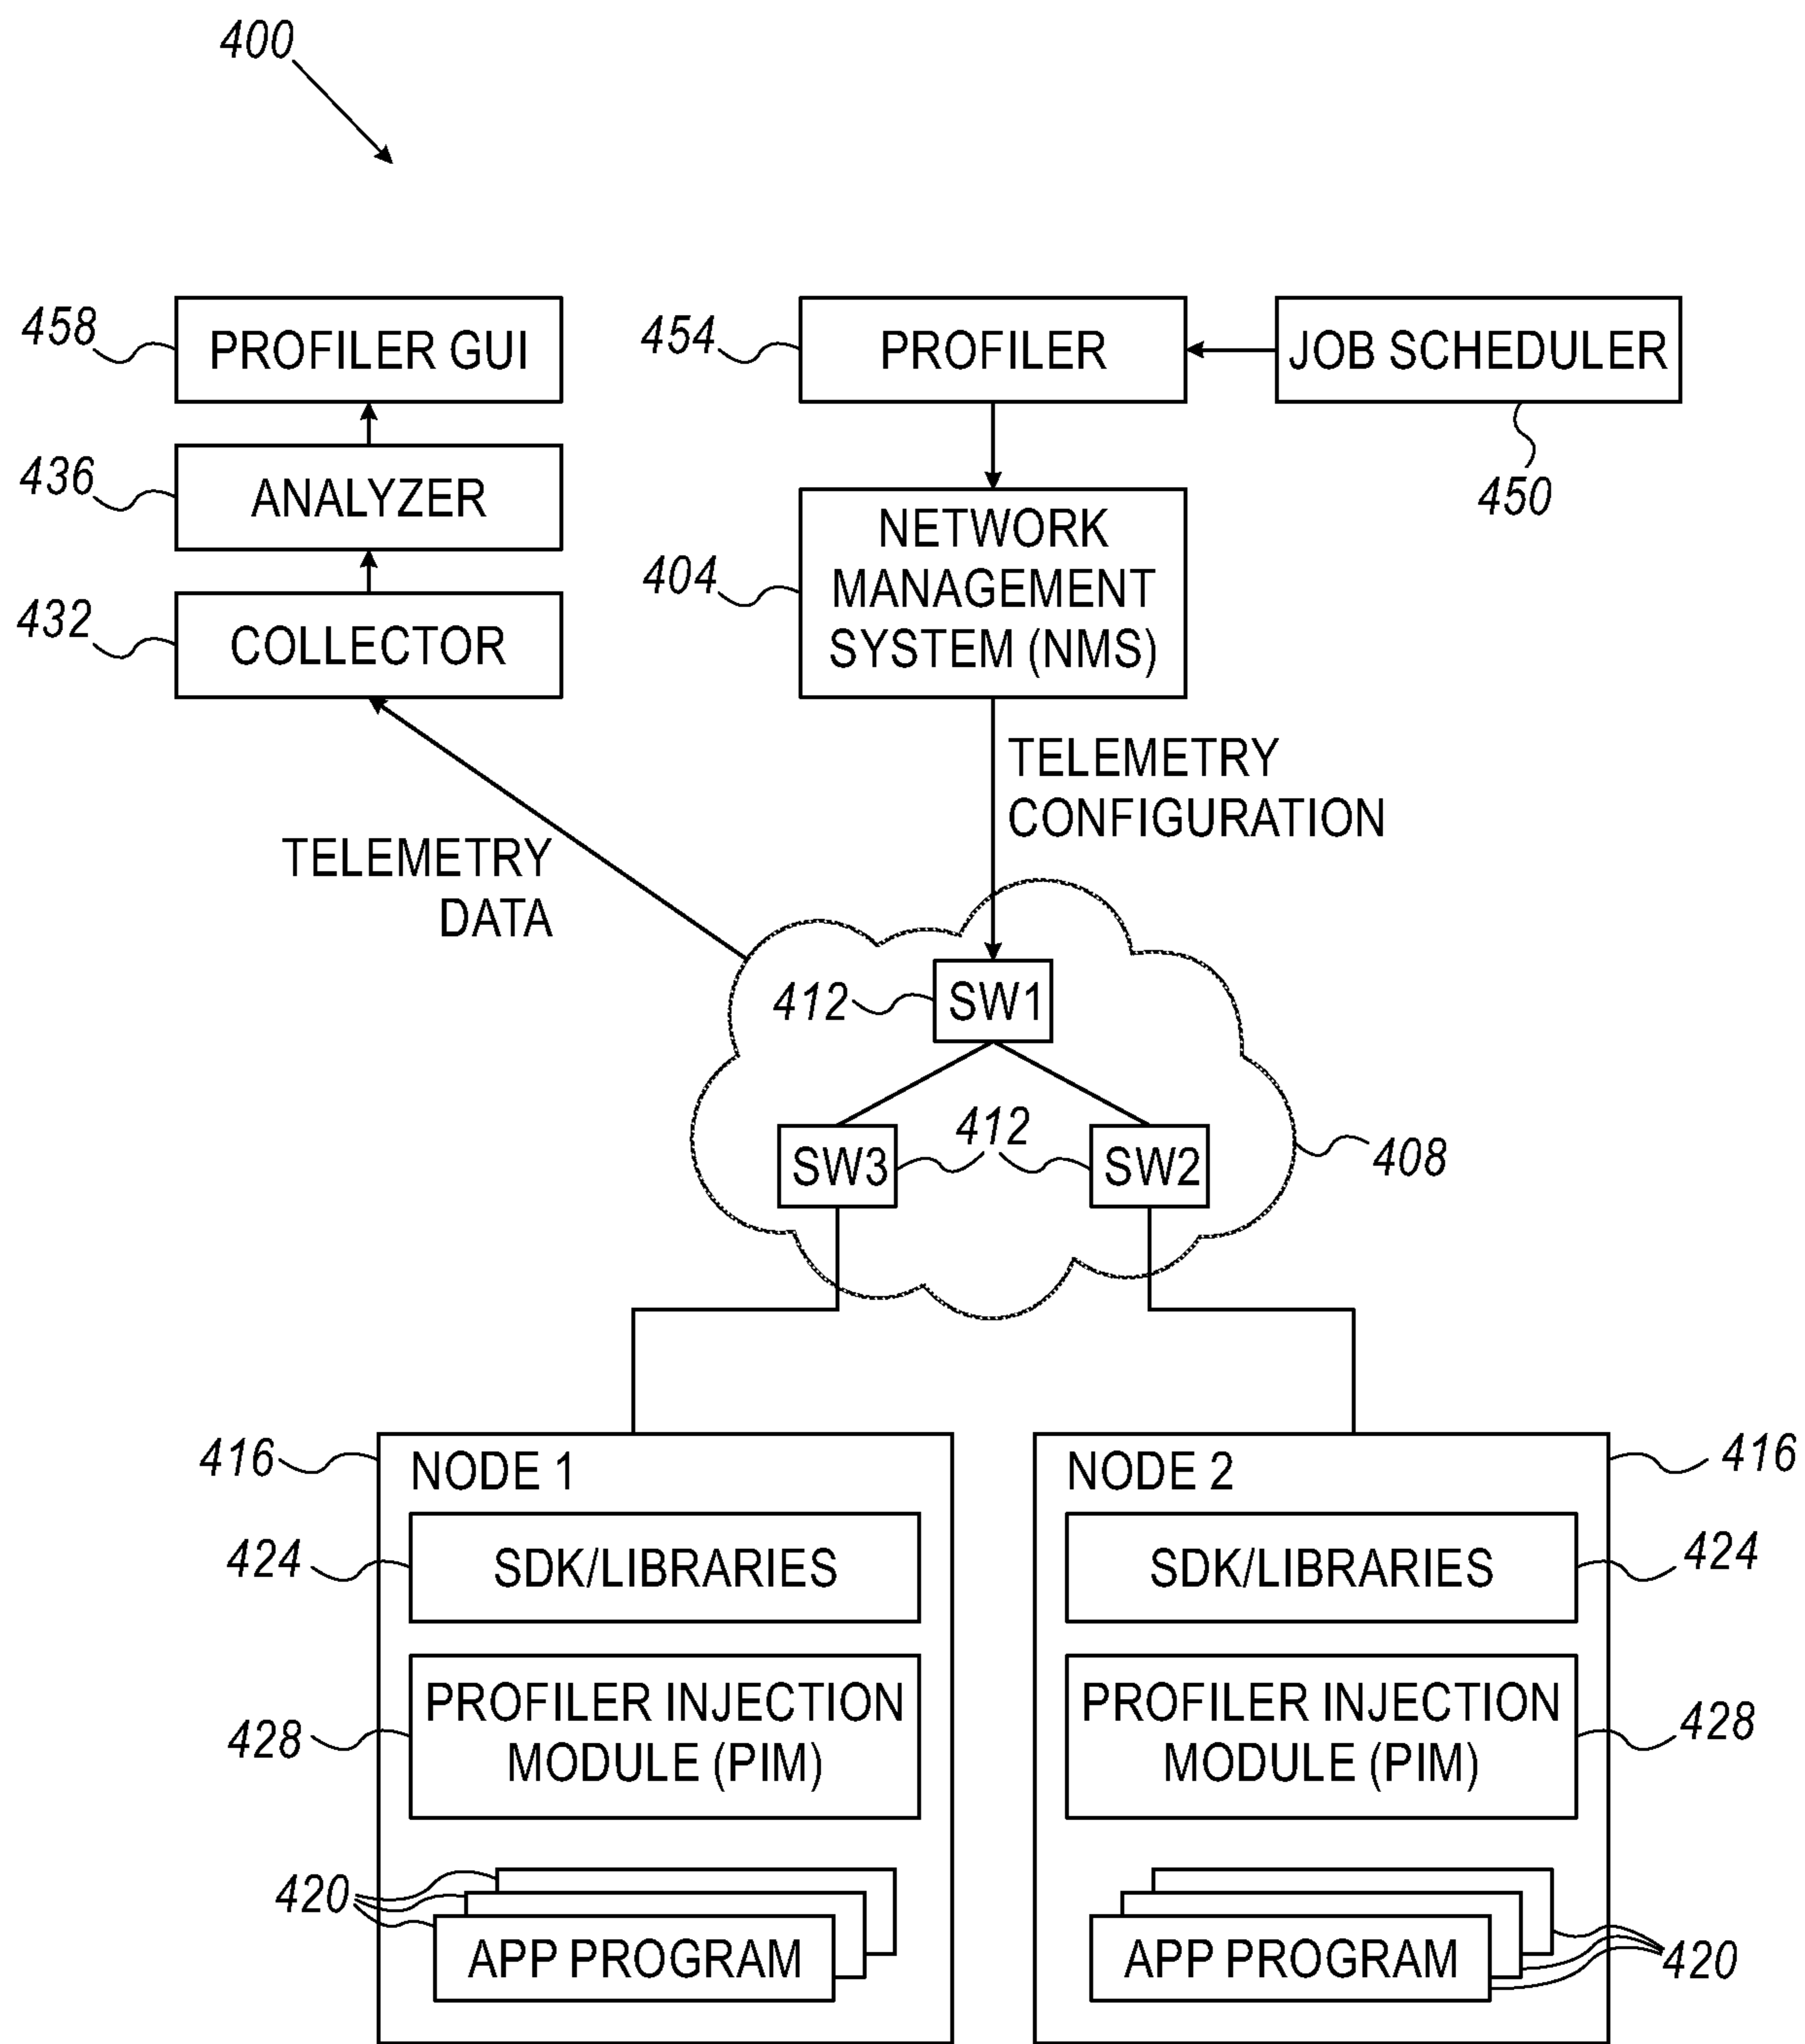 400
458
PROFILER GUI
454
PROFILER
JOB SCHEDULER
450
436
ANALYZER
404
NETWORK
MANAGEMENT
SYSTEM (NMS)
432
COLLECTOR
TELEMETRY
CONFIGURATION
TELEMETRY
DATA
412
SW1
412
SW3
SW2
408
416
NODE 1
NODE 2
416
424
SDK/LIBRARIES
SDK/LIBRARIES
424
428
PROFILER INJECTION
MODULE (PIM)
PROFILER INJECTION
MODULE (PIM)
428
420
APP PROGRAM
APP PROGRAM
420